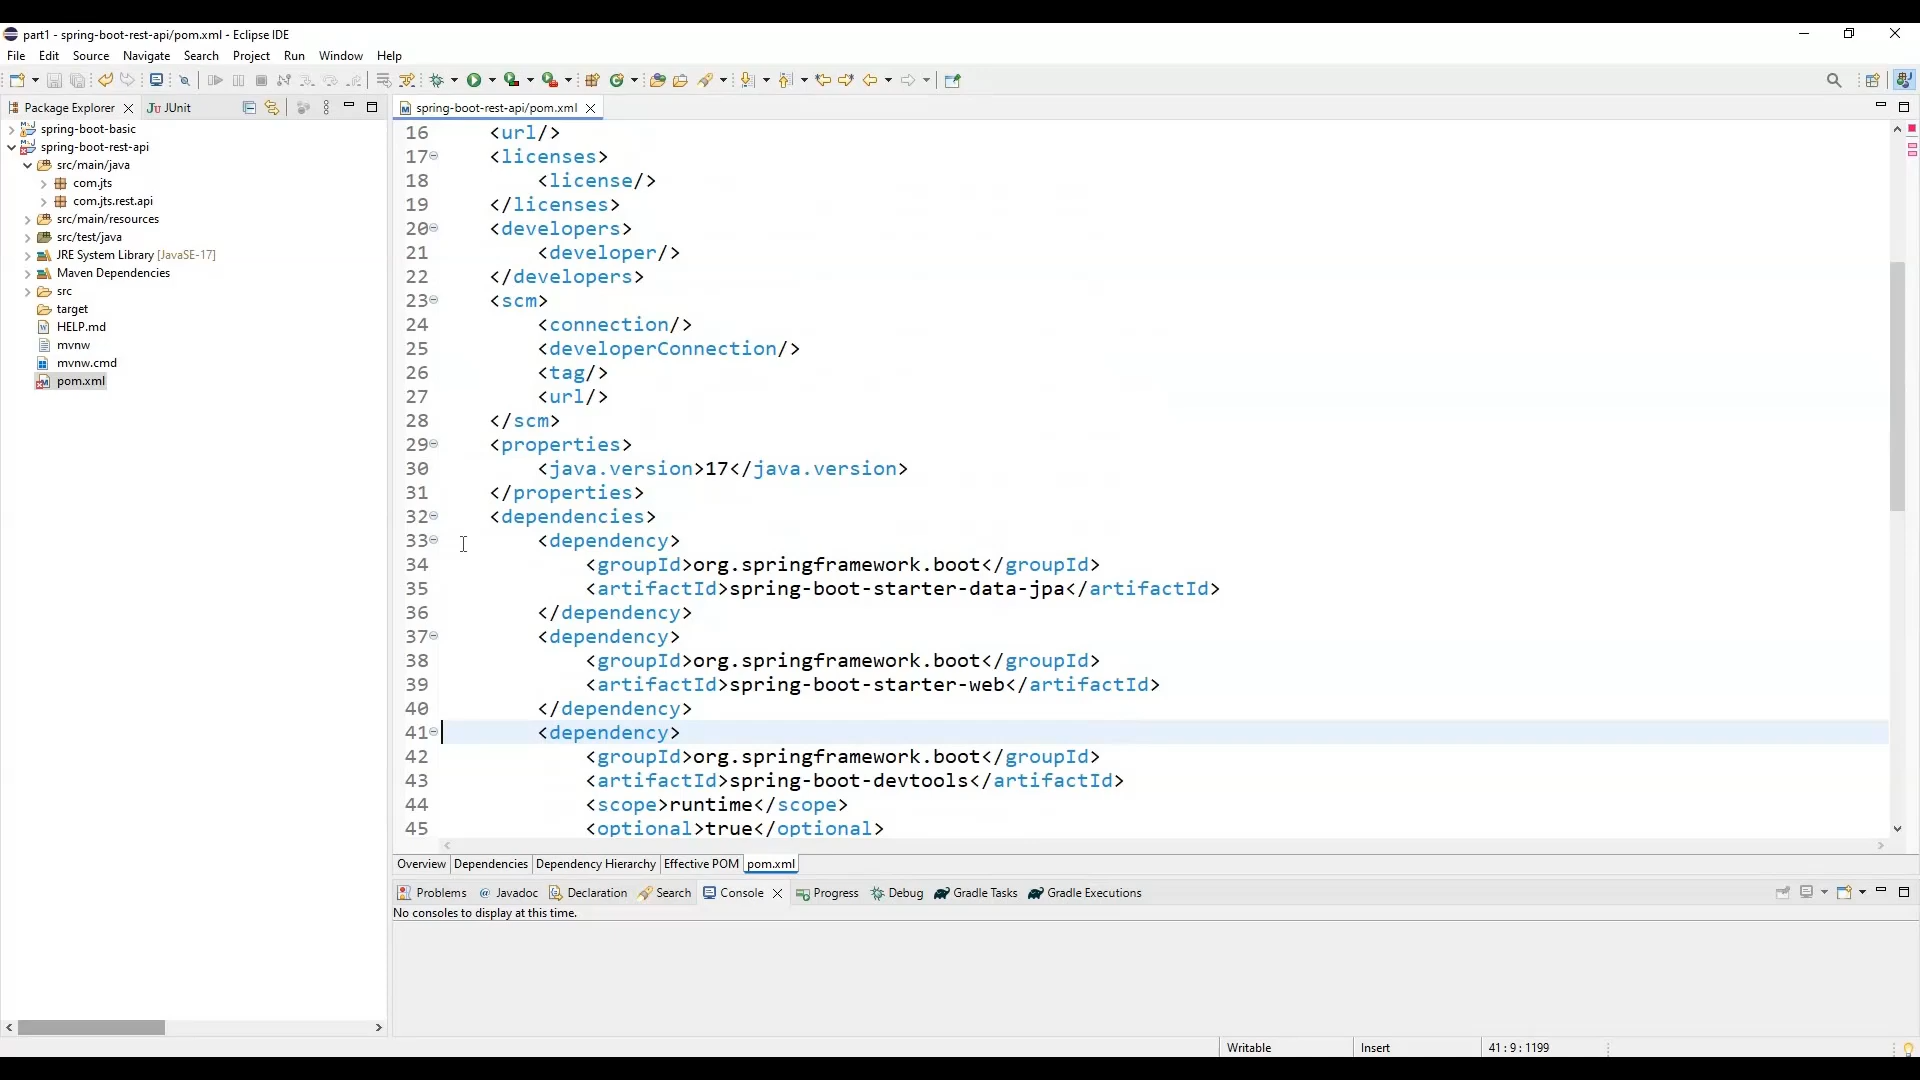 part1 - spring-boot-rest-api/pom.xml - Eclipse IDE
File Edit Source Navigate Search Project Run Window Help
Package Explorer
Ju JUnit
spring-boot-basic
spring-boot-rest-api
src/main/java
com.jts
com.jts.rest.api
src/main/resources
src/test/java
JRE System Library [JavaSE-17]
Maven Dependencies
src
target
HELP.md
mvnw
mvnw.cmd
pom.xml
spring-boot-rest-api/pom.xml
16 <url/>
17 <licenses>
18 <license/>
19 </licenses>
20 <developers>
21 <developer/>
22 </developers>
23 <scm>
24 <connection/>
25 <developerConnection/>
26 <tag/>
27 <url/>
28 </scm>
29 <properties>
30 <java.version>17</java.version>
31 </properties>
32 <dependencies>
33 <dependency>
34 <groupId>org.springframework.boot</groupId>
35 <artifactId>spring-boot-starter-data-jpa</artifactId>
36 </dependency>
37 <dependency>
38 <groupId>org.springframework.boot</groupId>
39 <artifactId>spring-boot-starter-web</artifactId>
40 </dependency>
41 <dependency>
42 <groupId>org.springframework.boot</groupId>
43 <artifactId>spring-boot-devtools</artifactId>
44 <scope>runtime</scope>
45 <optional>true</optional>
Overview Dependencies Dependency Hierarchy Effective POM pom.xml
Problems @ Javadoc Declaration Search Console Progress Debug Gradle Tasks Gradle Executions
No consoles to display at this time.
Writable Insert 41 : 9 : 1199